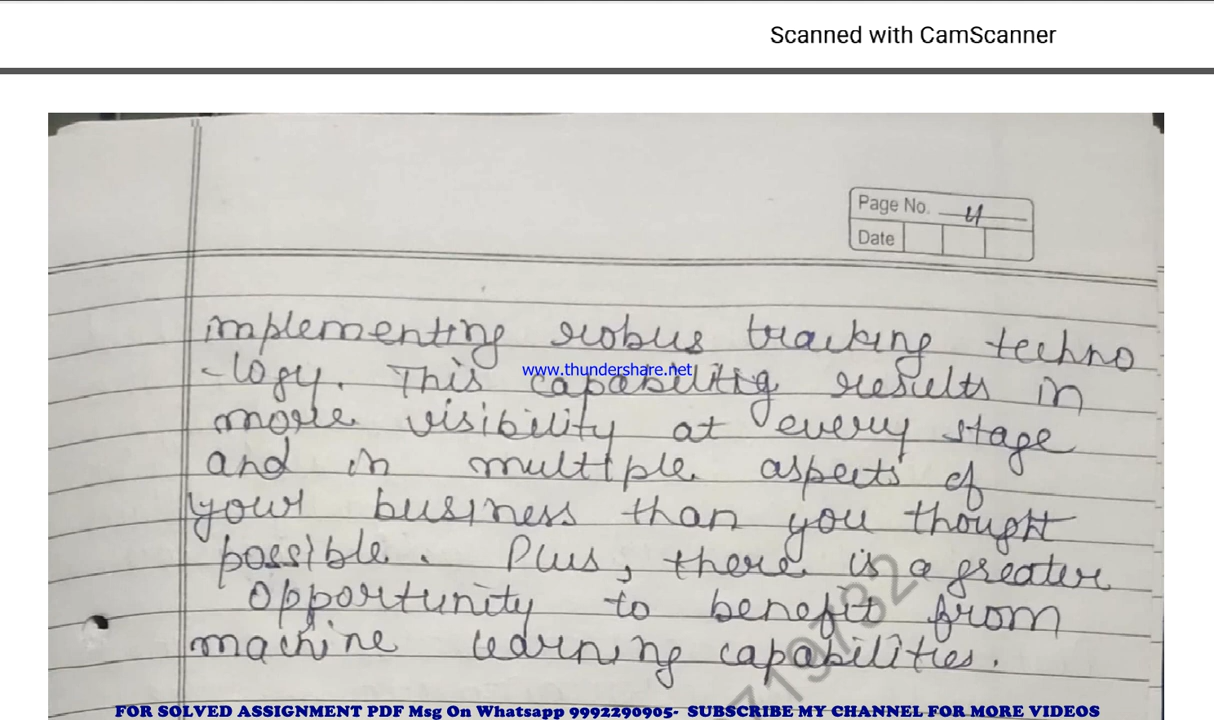 Scanned with CamScanner
Page No. 4
Date
implementing robus tracking techno
-logy. This capability results in
www.thundershare.net
more visibility at every stage
and in multiple aspects of
your business than you thought
possible. Plus, there is a greater
opportunity to benefit from
machine learning capabilities.
719782
FOR SOLVED ASSIGNMENT PDF Msg On Whatsapp 9992290905- SUBSCRIBE MY CHANNEL FOR MORE VIDEOS